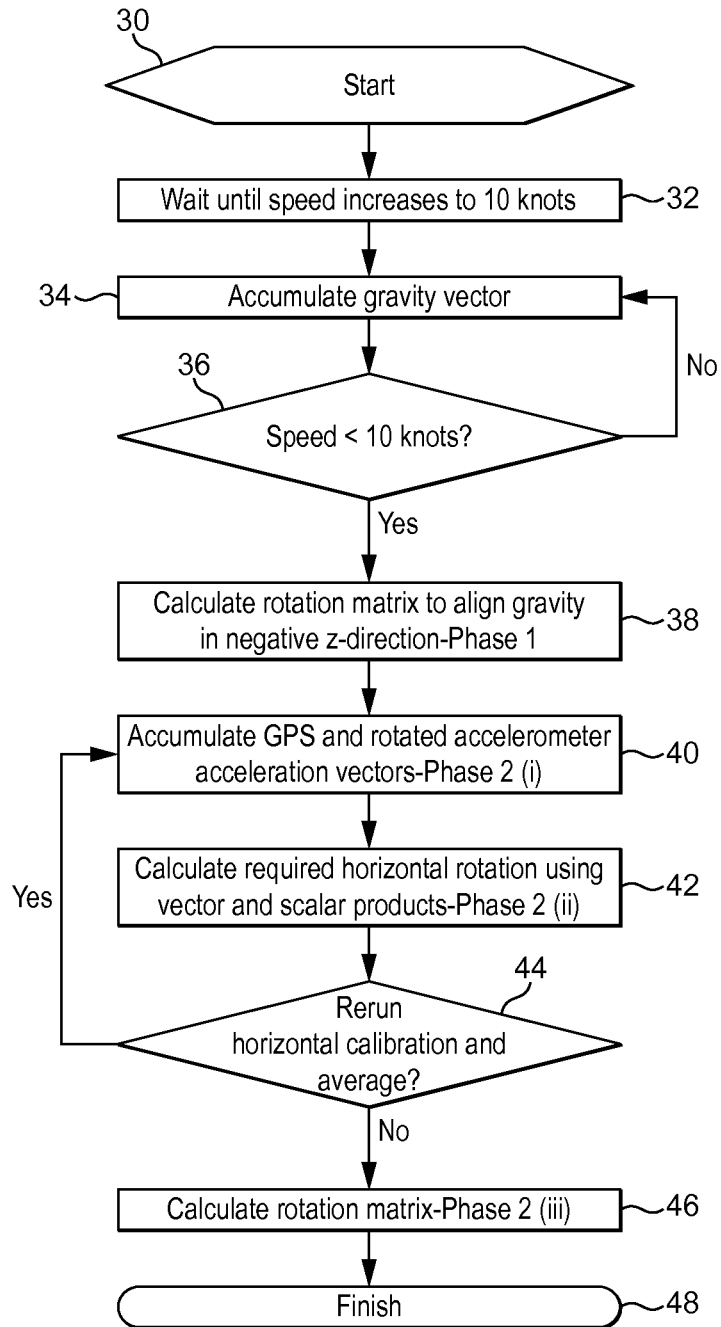 30
Start
Wait until speed increases to 10 knots
32
34
Accumulate gravity vector
No
36
Speed < 10 knots?
Yes
Calculate rotation matrix to align gravity
in negative z-direction-Phase 1
38
Accumulate GPS and rotated accelerometer
acceleration vectors-Phase 2 (i)
40
Calculate required horizontal rotation using
vector and scalar products-Phase 2 (ii)
42
Yes
44
Rerun
horizontal calibration and
average?
No
Calculate rotation matrix-Phase 2 (iii)
46
Finish
48